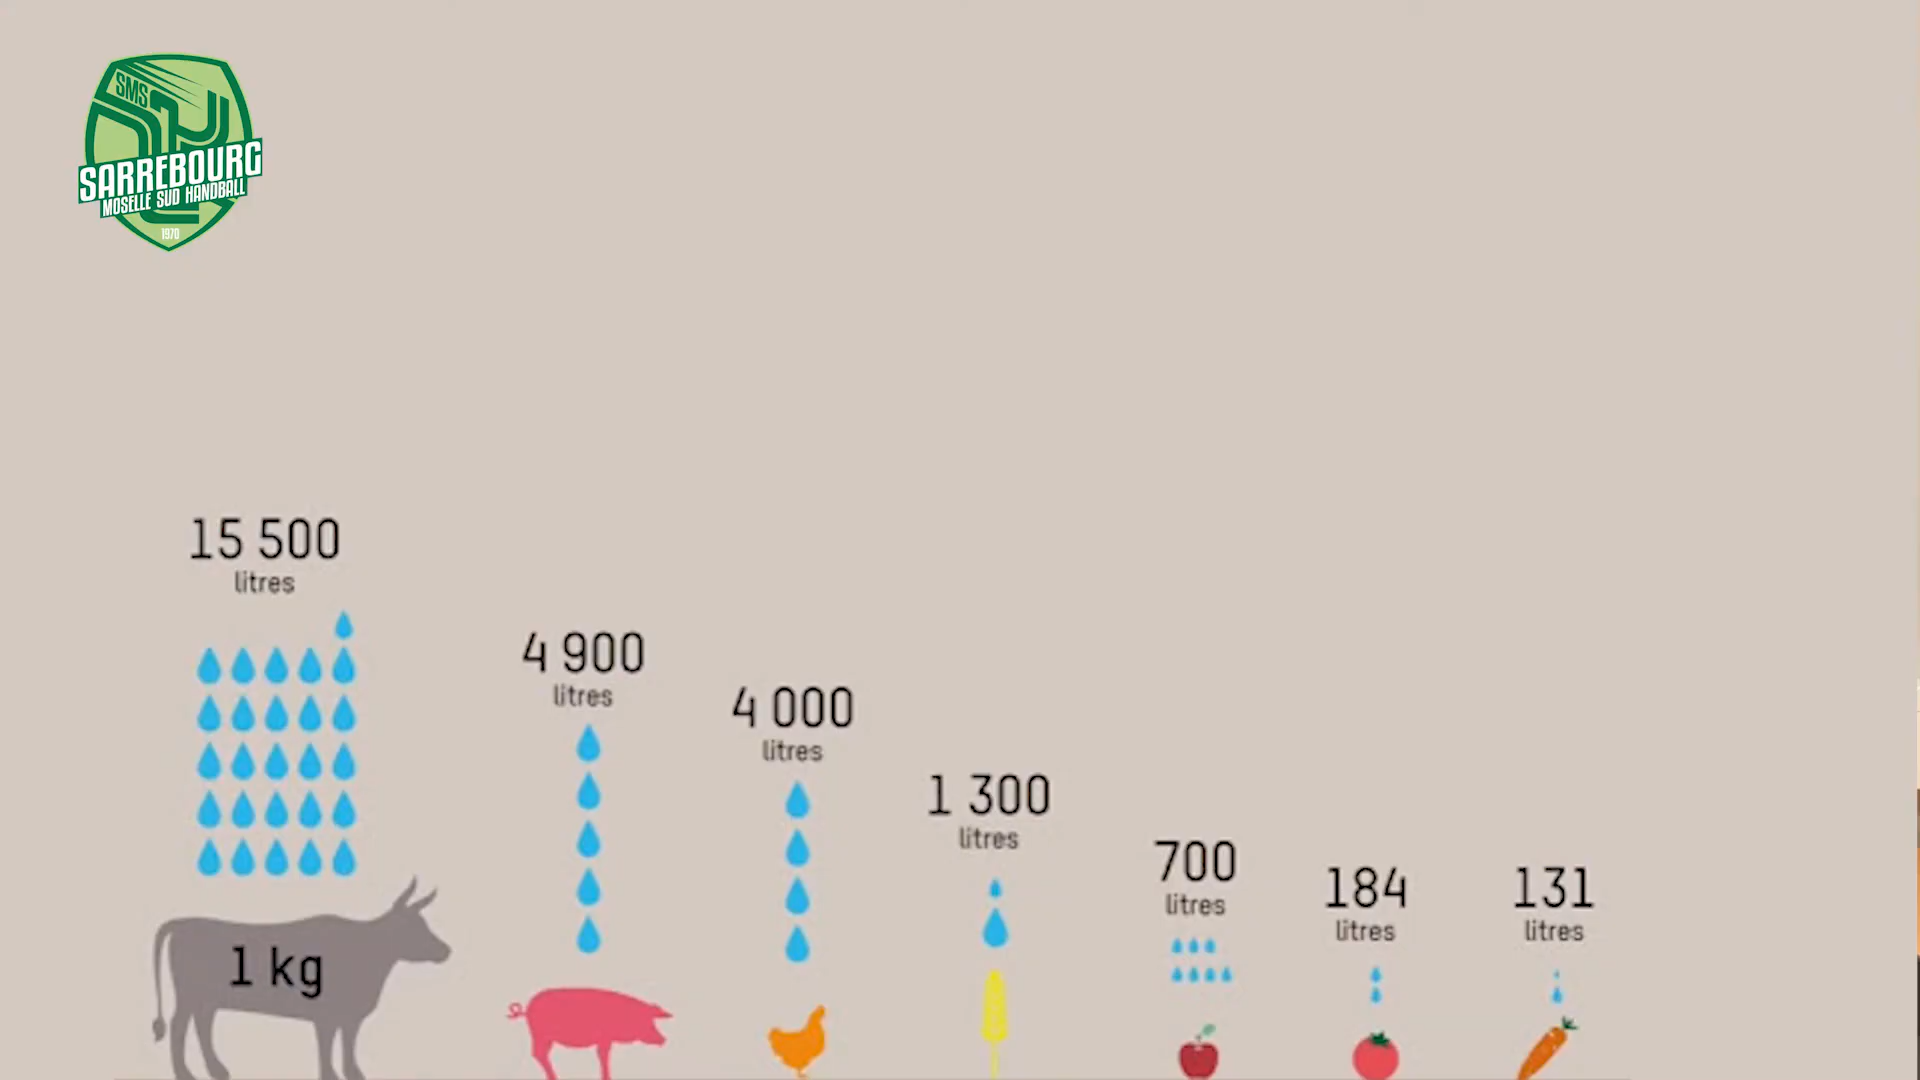 SMS
SARREBOURG
MOSELLE SUD HANDBALL
1970
15 500
litres
4 900
litres
4 000
litres
1 300
litres
700
litres
184
litres
131
litres
1 kg